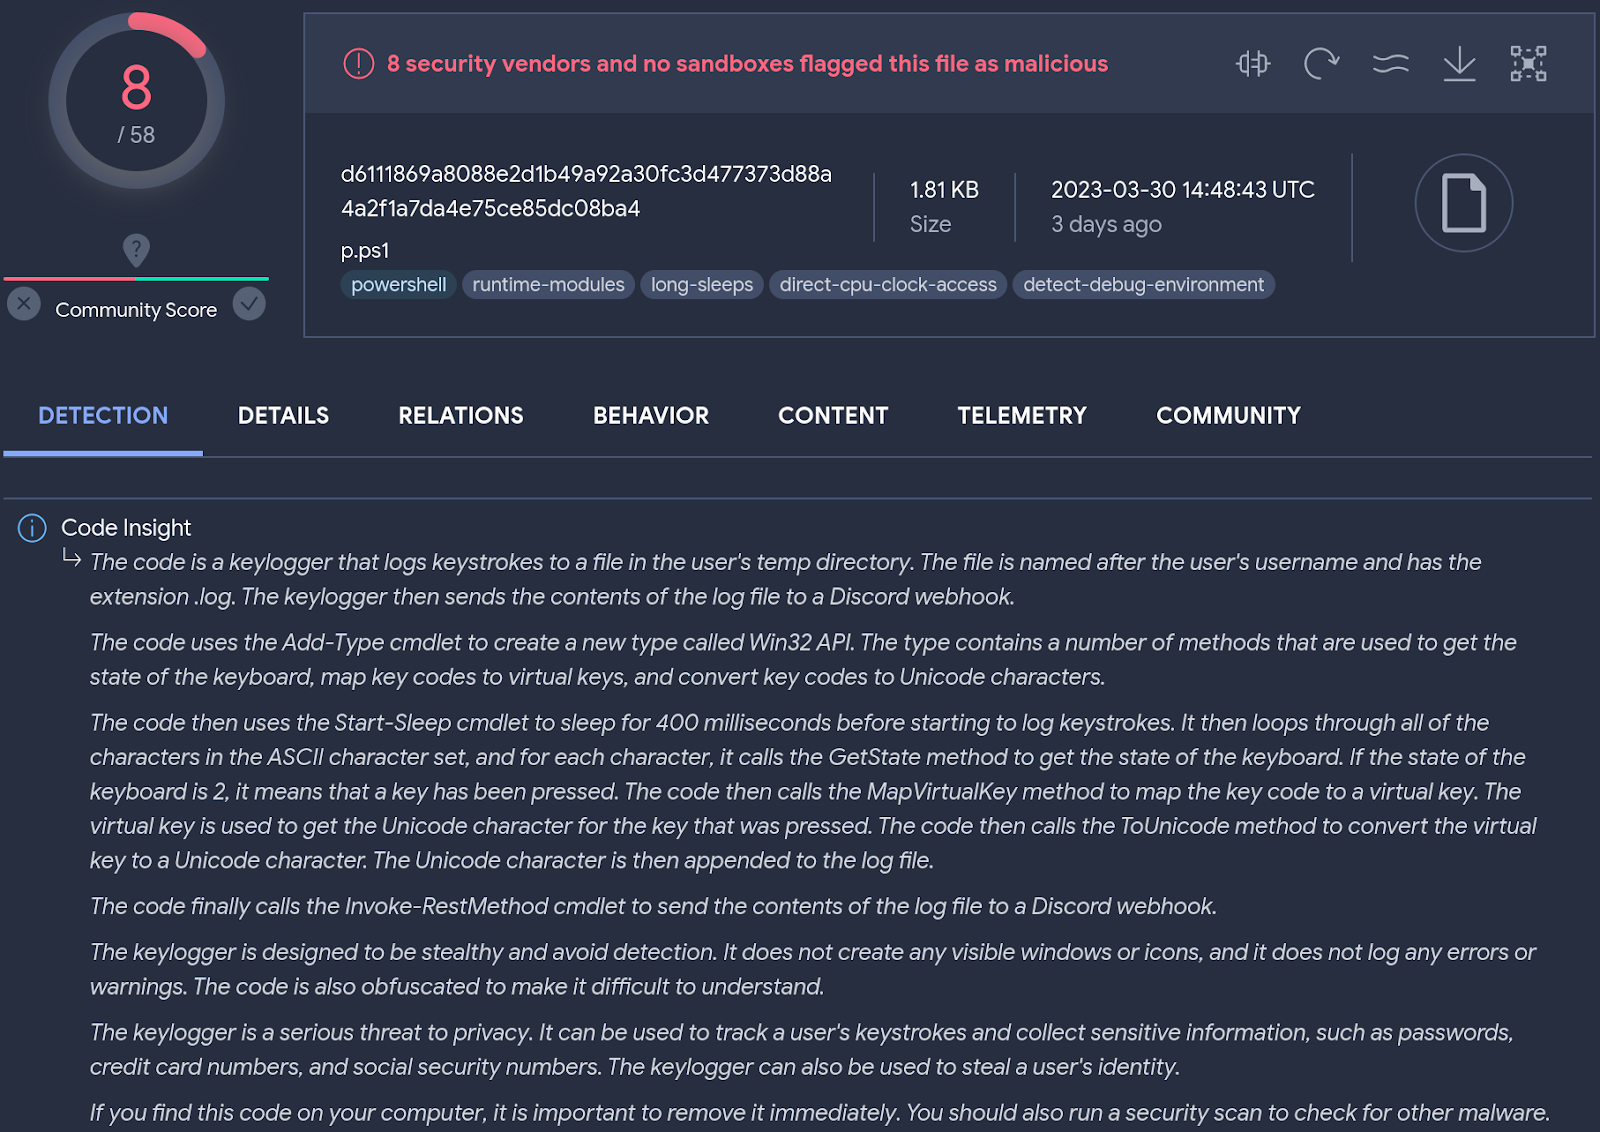 8
/ 58
Community Score
8 security vendors and no sandboxes flagged this file as malicious
d6111869a8088e2d1b49a92a30fc3d477373d88a
4a2f1a7da4e75ce85dc08ba4
p.ps1
1.81 KB
Size
2023-03-30 14:48:43 UTC
3 days ago
powershell runtime-modules long-sleeps direct-cpu-clock-access detect-debug-environment
DETECTION DETAILS RELATIONS BEHAVIOR CONTENT TELEMETRY COMMUNITY
Code Insight
The code is a keylogger that logs keystrokes to a file in the user's temp directory. The file is named after the user's username and has the
extension .log. The keylogger then sends the contents of the log file to a Discord webhook.
The code uses the Add-Type cmdlet to create a new type called Win32 API. The type contains a number of methods that are used to get the
state of the keyboard, map key codes to virtual keys, and convert key codes to Unicode characters.
The code then uses the Start-Sleep cmdlet to sleep for 400 milliseconds before starting to log keystrokes. It then loops through all of the
characters in the ASCII character set, and for each character, it calls the GetState method to get the state of the keyboard. If the state of the
keyboard is 2, it means that a key has been pressed. The code then calls the MapVirtualKey method to map the key code to a virtual key. The
virtual key is used to get the Unicode character for the key that was pressed. The code then calls the ToUnicode method to convert the virtual
key to a Unicode character. The Unicode character is then appended to the log file.
The code finally calls the Invoke-RestMethod cmdlet to send the contents of the log file to a Discord webhook.
The keylogger is designed to be stealthy and avoid detection. It does not create any visible windows or icons, and it does not log any errors or
warnings. The code is also obfuscated to make it difficult to understand.
The keylogger is a serious threat to privacy. It can be used to track a user's keystrokes and collect sensitive information, such as passwords,
credit card numbers, and social security numbers. The keylogger can also be used to steal a user's identity.
If you find this code on your computer, it is important to remove it immediately. You should also run a security scan to check for other malware.